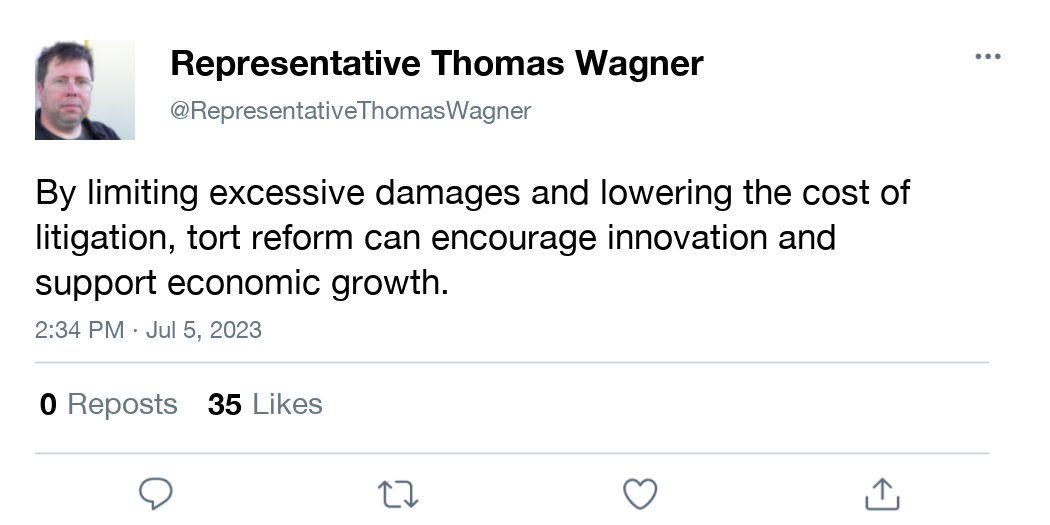 Representative Thomas Wagner
@RepresentativeThomasWagner
By limiting excessive damages and lowering the cost of
litigation, tort reform can encourage innovation and
support economic growth.
2:34 PM · Jul 5, 2023
0 Reposts 35 Likes